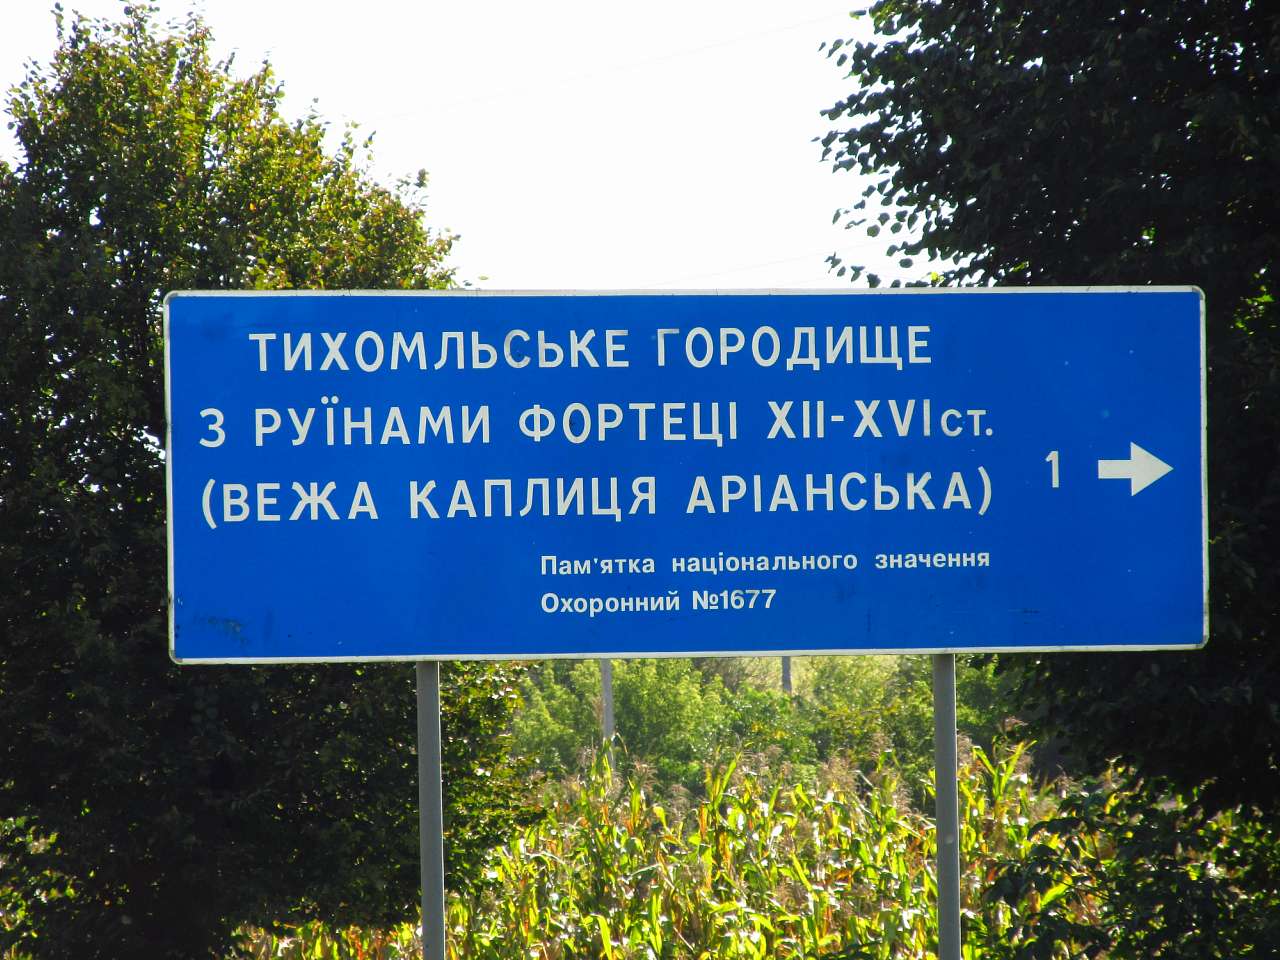 ТИХОМЛЬСЬКЕ ГОРОДИЩЕ
З РУЇНАМИ ФОРТЕЦІ XII-XVI ст.
(ВЕЖА КАПЛИЦЯ АРІАНСЬКА)
1
Пам'ятка національного значення
Охоронний №1677